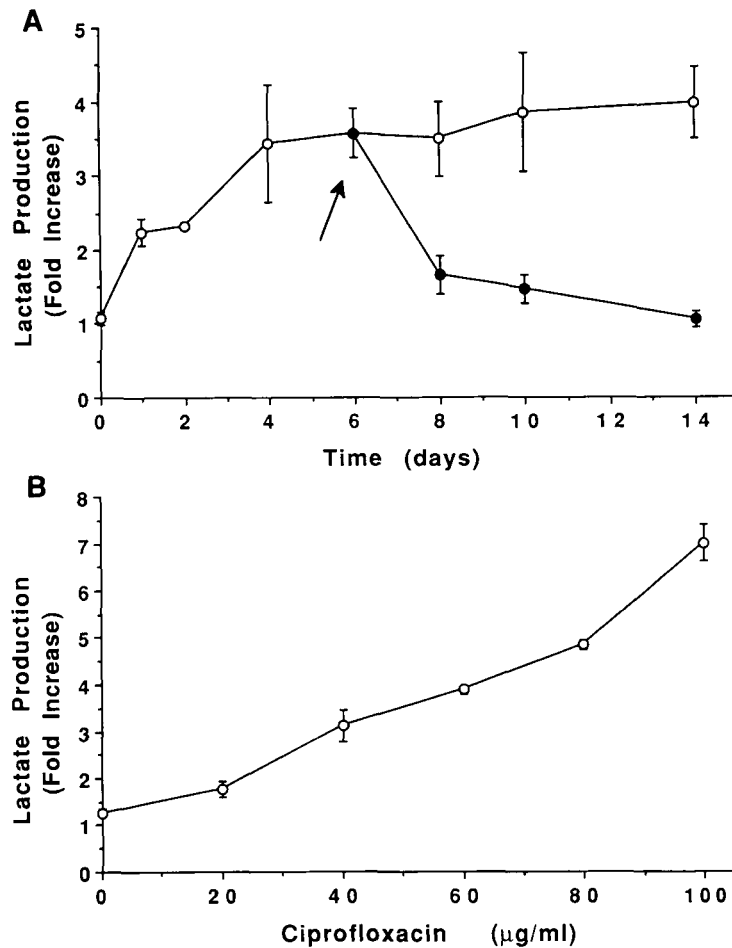 A
Lactate Production
(Fold Increase)
5
4
3
2
1
0
0 2 4 6 8 10 12 14
Time (days)
B
Lactate Production
(Fold Increase)
8
7
6
5
4
3
2
1
0
0 20 40 60 80 100
Ciprofloxacin (μg/ml)